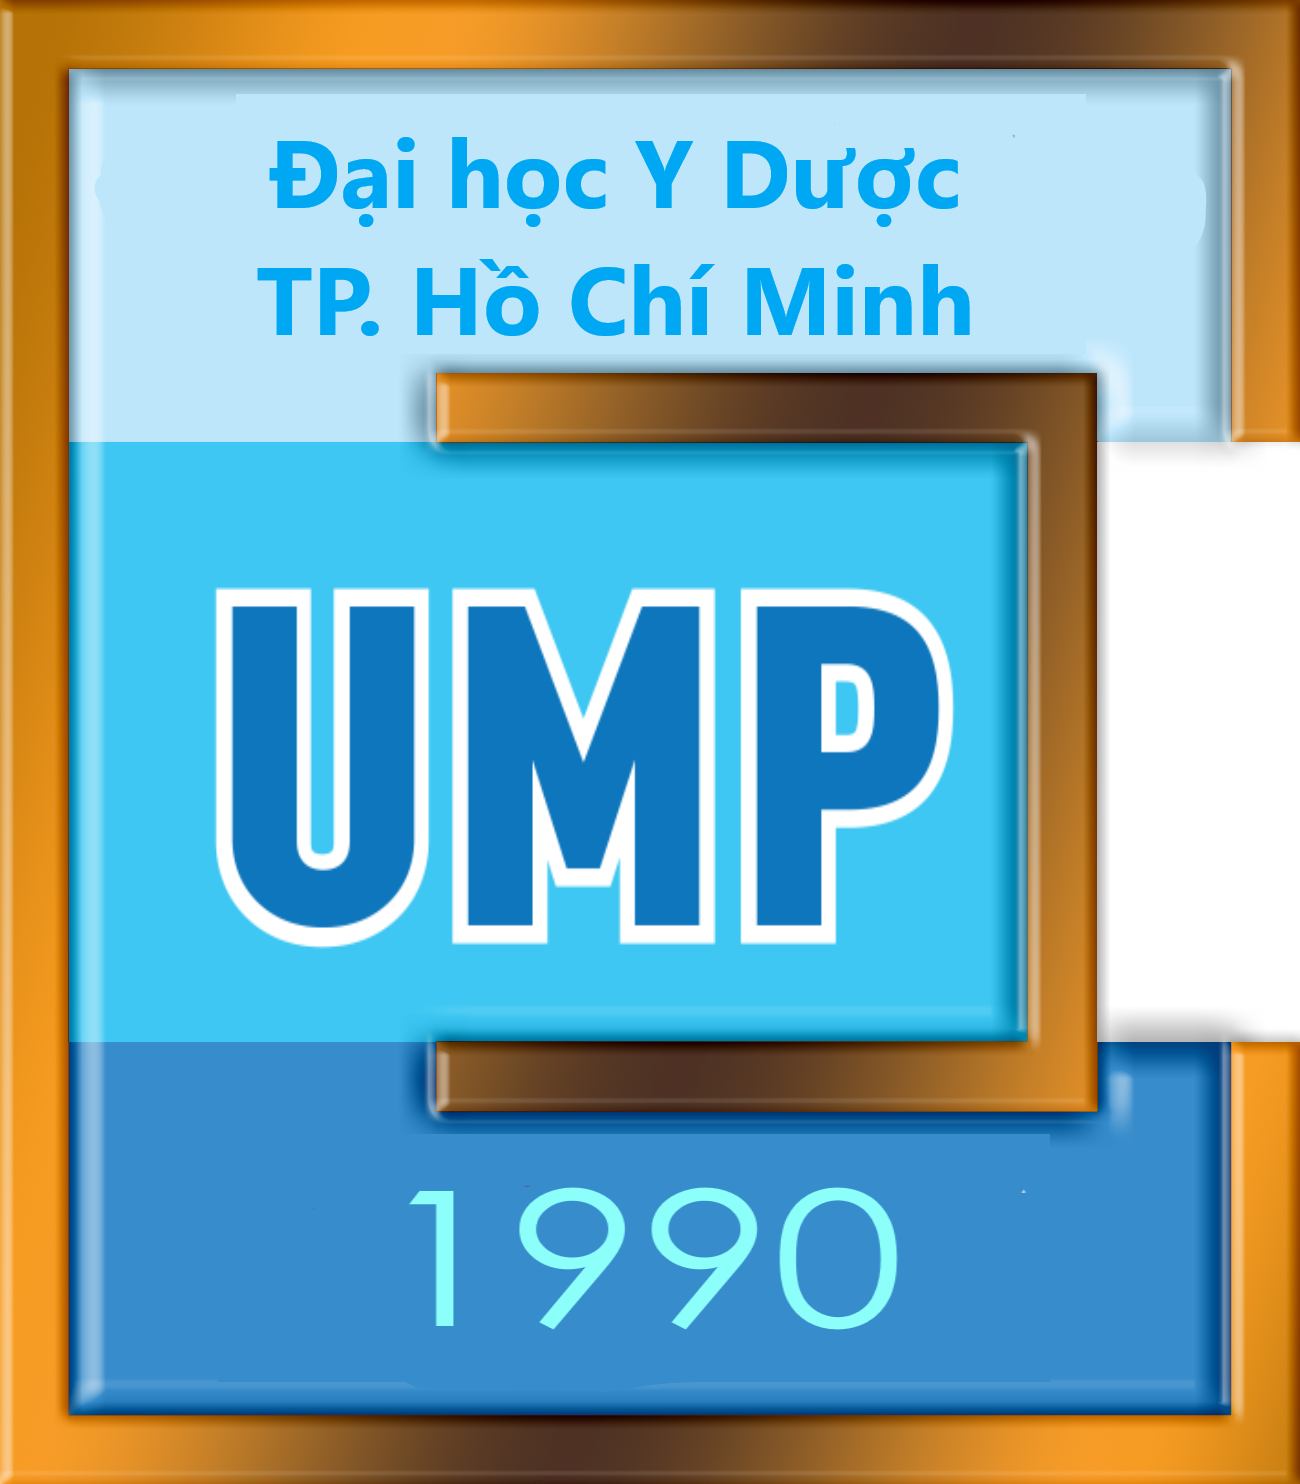 Đại học Y Dược
TP. Hồ Chí Minh
UMP
1990